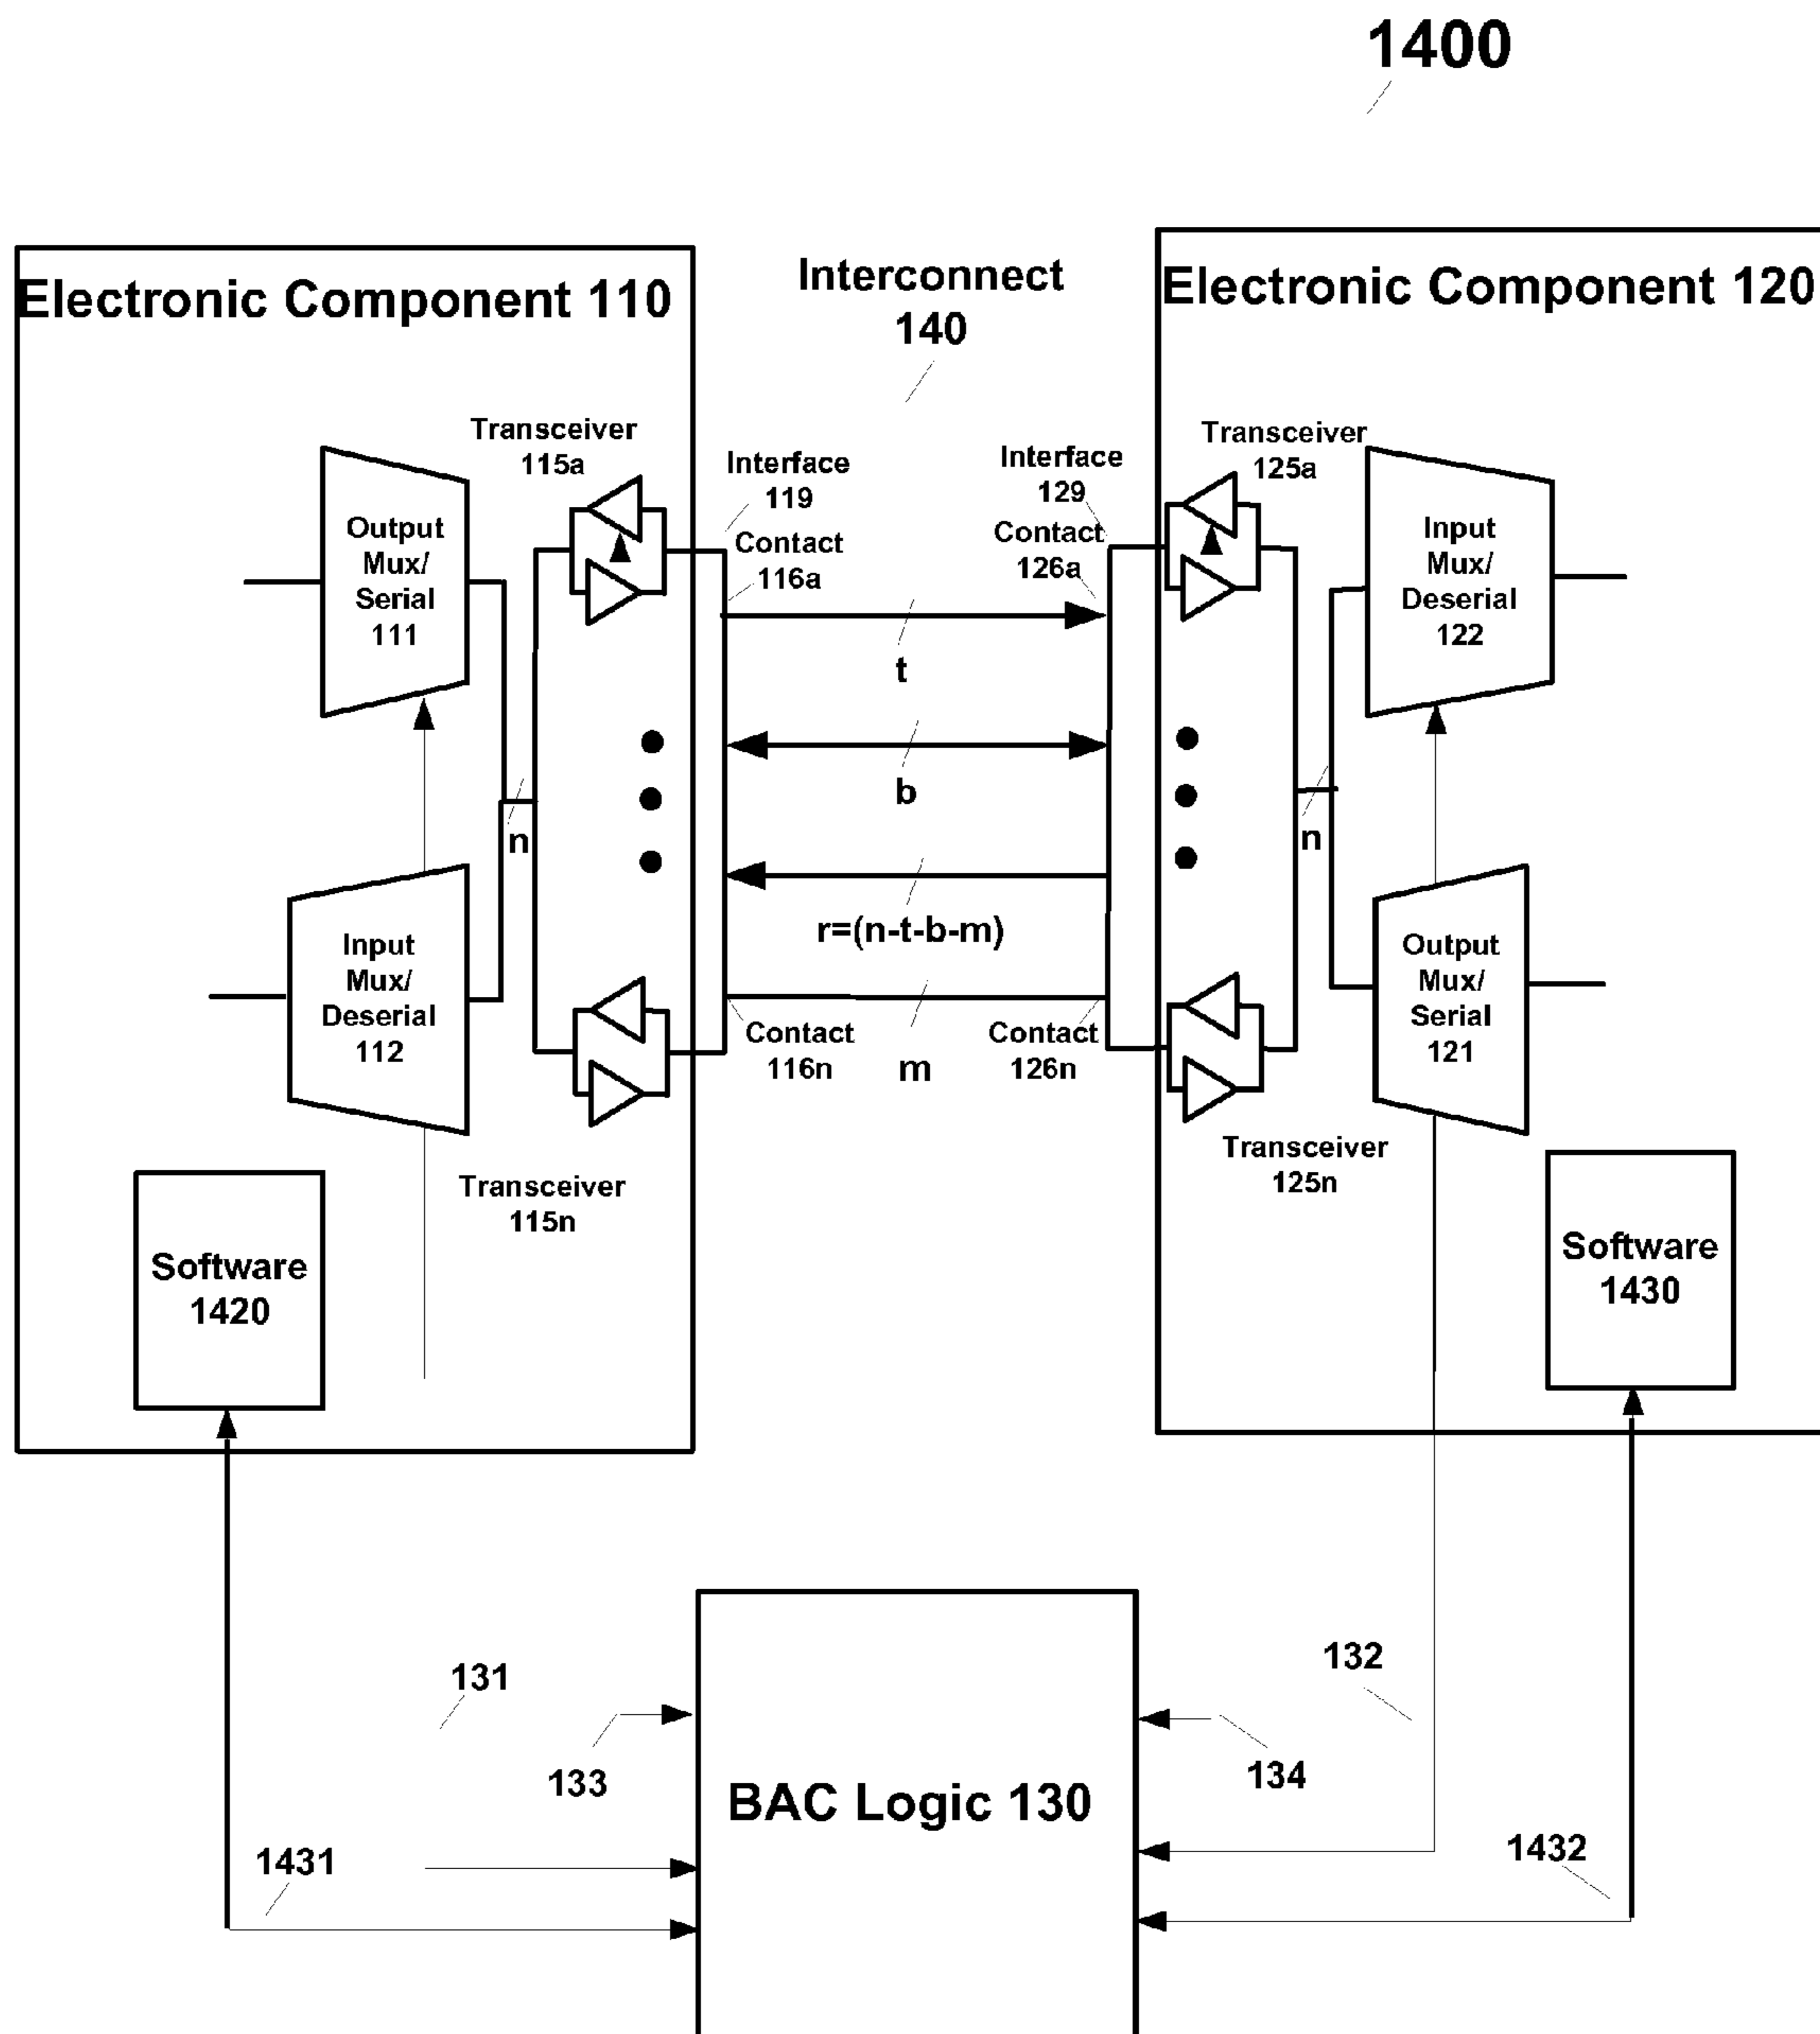 1400
Electronic Component 110
Interconnect
140
Electronic Component 120
Transceiver
115a
Interface
119
Contact
116a
Interface
129
Contact
126a
Transceiver
125a
Output
Mux/
Serial
111
Input
Mux/
Deserial
122
t
b
n
n
r=(n-t-b-m)
Input
Mux/
Deserial
112
Output
Mux/
Serial
121
Contact
116n
m
Contact
126n
Transceiver
115n
Transceiver
125n
Software
1420
Software
1430
131
132
133
134
BAC Logic 130
1431
1432